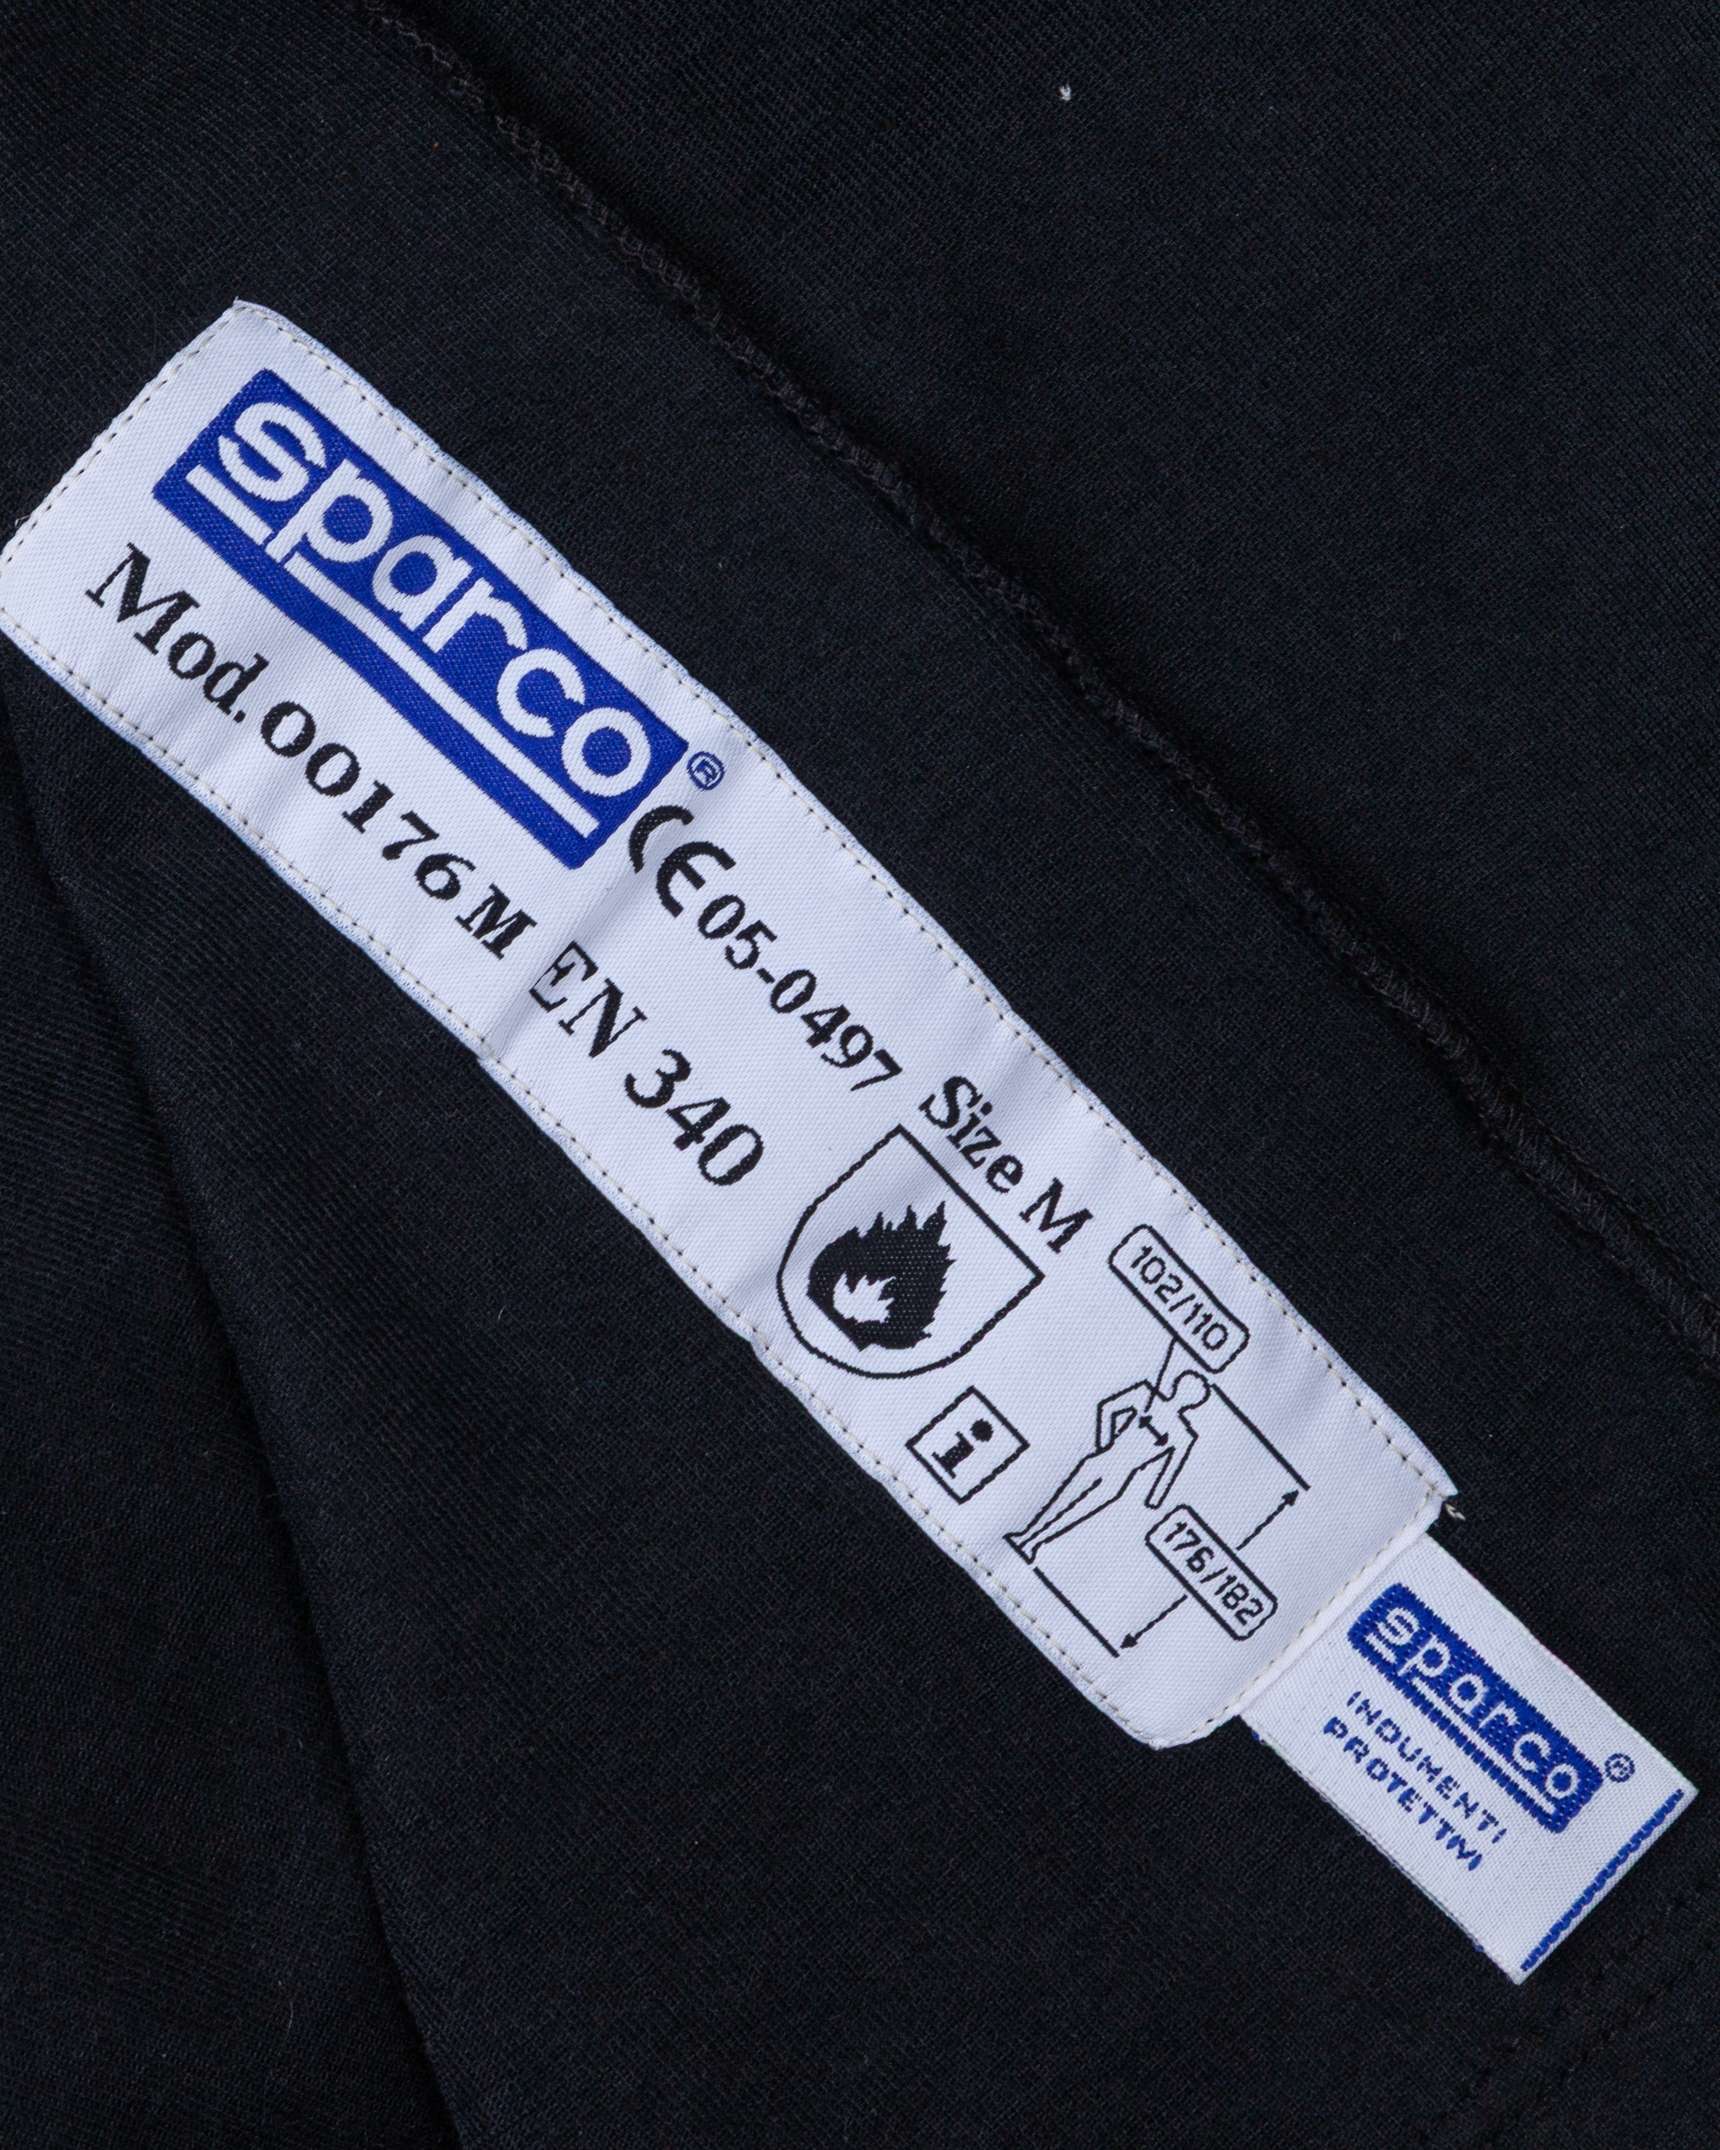 sparco®
Mod.00176M
CE 05-0497
EN 340
Size M
i
102/110
176/182
sparco®
INDUMENTI
PROTETTIVI